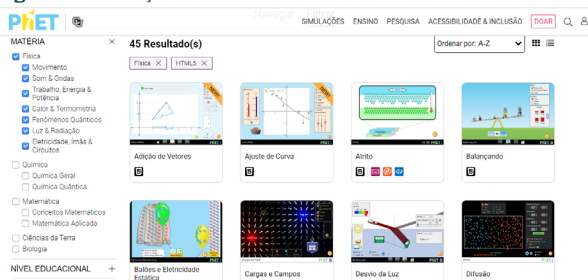 Navegar Filtrar
PhET
SIMULAÇÕES ENSINO PESQUISA ACESSIBILIDADE & INCLUSÃO DOAR
MATÉRIA ×
Física
Movimento
Som & Ondas
Trabalho, Energia &
Potência
Calor & Termometria
Fenômenos Quânticos
Luz & Radiação
Eletricidade, Ímãs &
Circuitos
Química
Química Geral
Química Quântica
Matemática
Conceitos Matemáticos
Matemática Aplicada
Ciências da Terra
Biologia
NÍVEL EDUCACIONAL +
45 Resultado(s)
Ordenar por: A-Z
Física ×
HTML5 ×
Adição de Vetores
Ajuste de Curva
Atrito
Balançando
Balões e Eletricidade
Estática
Cargas e Campos
Desvio da Luz
Difusão